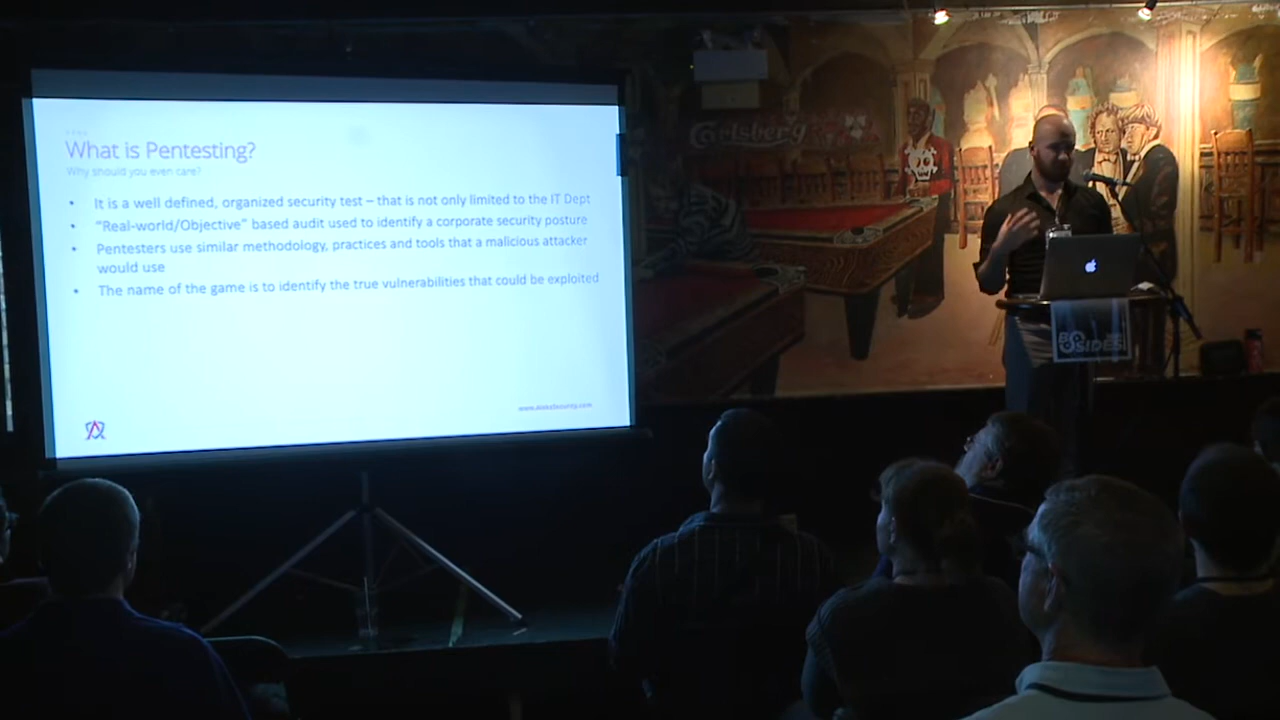 What is Pentesting?
Why should you even care?
• It is a well defined, organized security test – that is not only limited to the IT Dept
• “Real-world/Objective” based audit used to identify a corporate security posture
• Pentesters use similar methodology, practices and tools that a malicious attacker
would use
• The name of the game is to identify the true vulnerabilities that could be exploited
Carlsberg
BSIDES